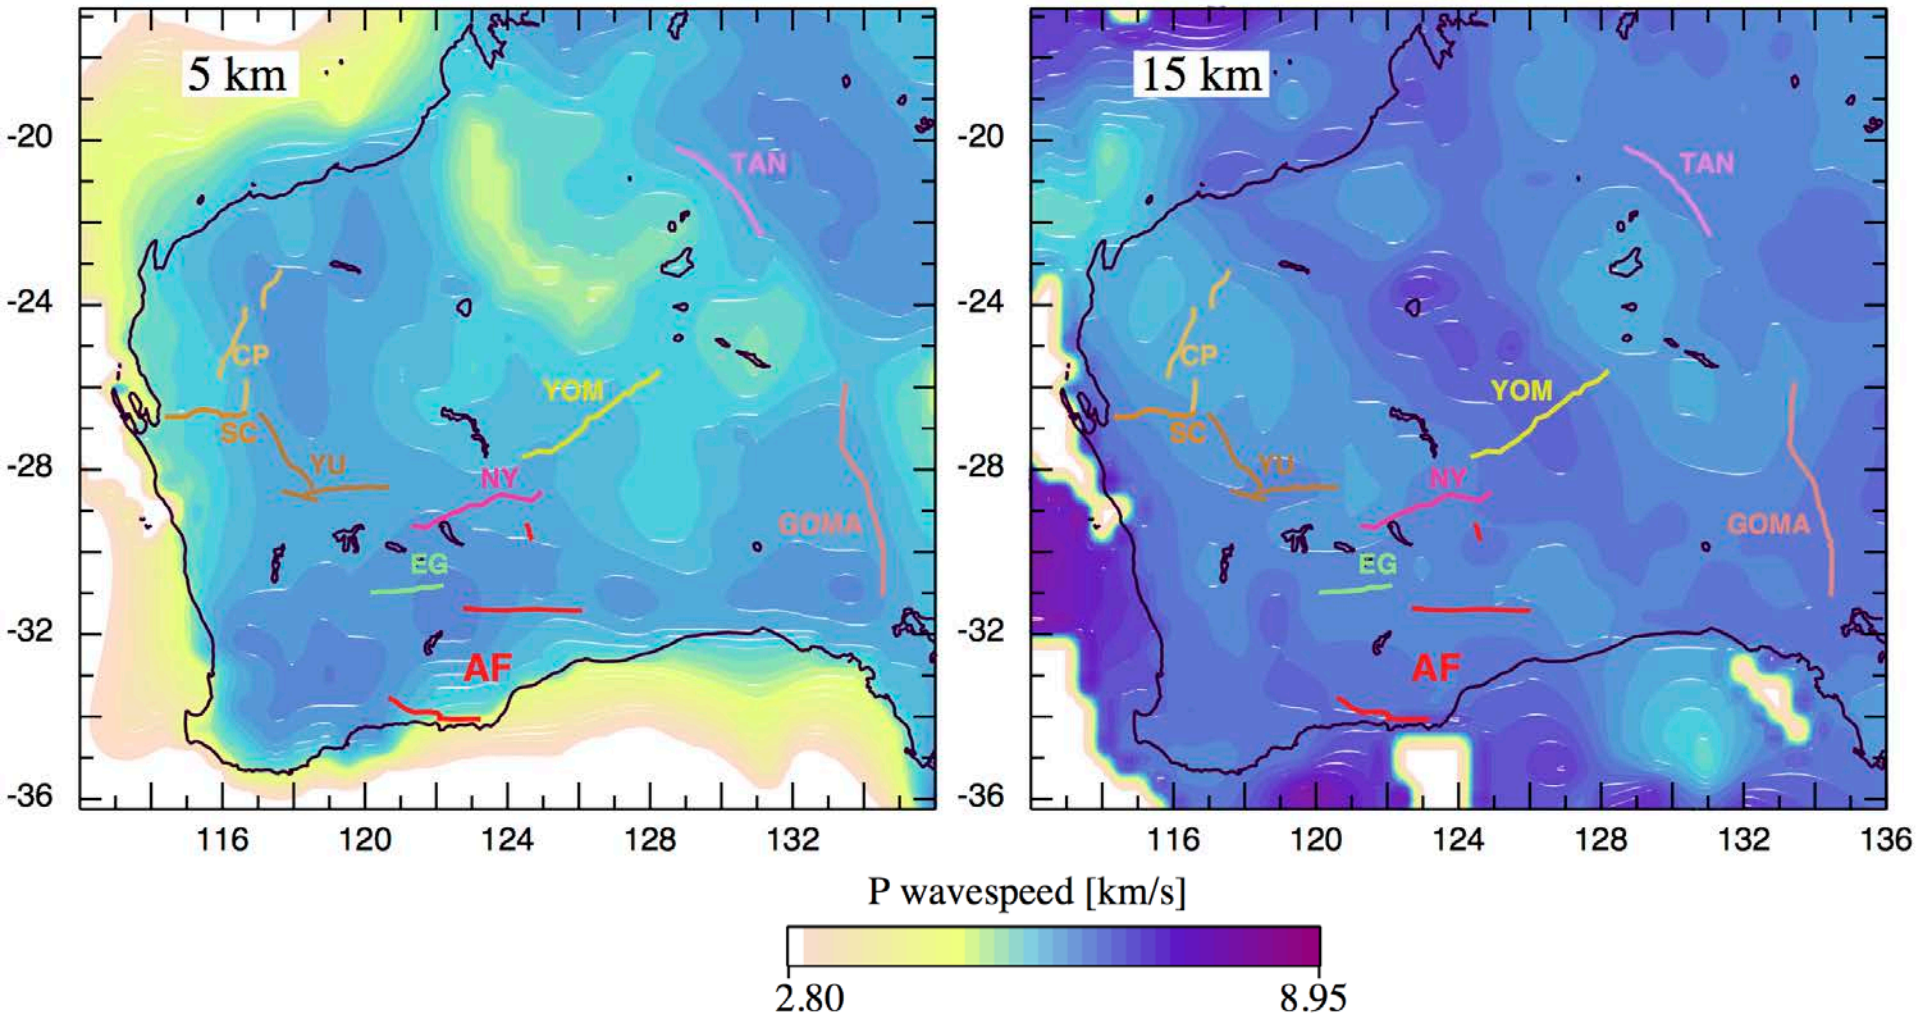 5 km
15 km
-20
-24
-28
-32
-36
116
120
124
128
132
TAN
CP
SC
YU
YOM
NY
EG
AF
GOMA
-20
-24
-28
-32
-36
116
120
124
128
132
136
TAN
CP
SC
YU
YOM
NY
EG
AF
GOMA
P wavespeed [km/s]
2.80
8.95